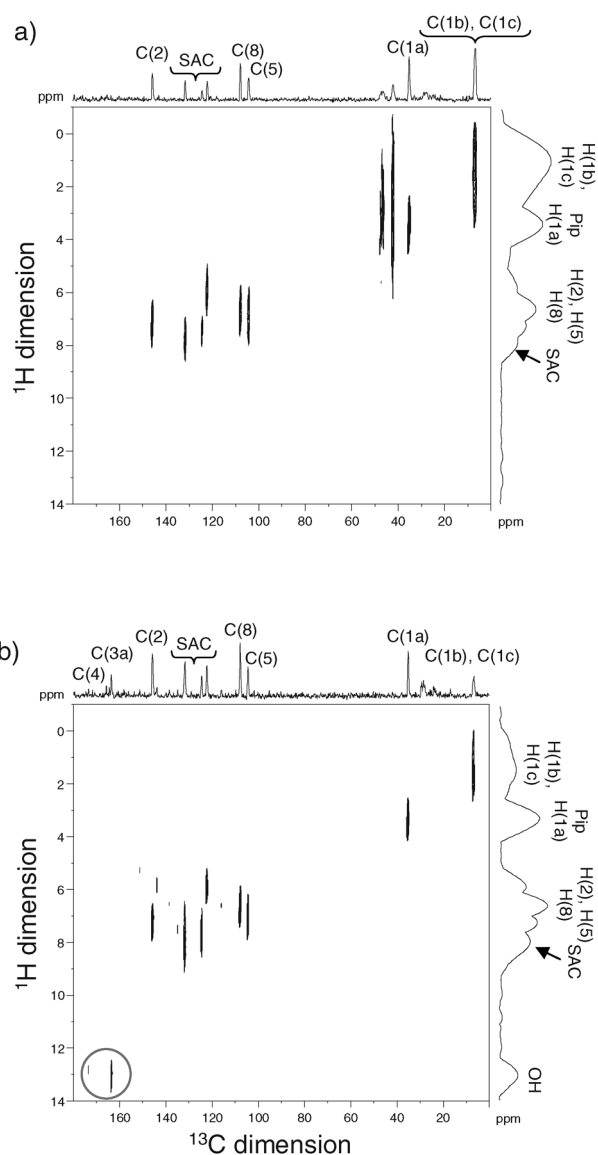 a)
C(2)
SAC
C(8)
C(5)
C(1a)
C(1b), C(1c)
ppm
0
2
4
6
8
10
12
14
¹H dimension
160 140 120 100 80 60 40 20 ppm
H(1b),
H(1c)
Pip
H(1a)
H(2), H(5)
H(8)
SAC
b)
C(4)
C(3a)
C(2)
SAC
C(8)
C(5)
C(1a)
C(1b), C(1c)
ppm
0
2
4
6
8
10
12
14
¹H dimension
160 140 120 100 80 60 40 20 ppm
¹³C dimension
H(1b),
H(1c)
Pip
H(1a)
H(2), H(5)
H(8)
SAC
OH